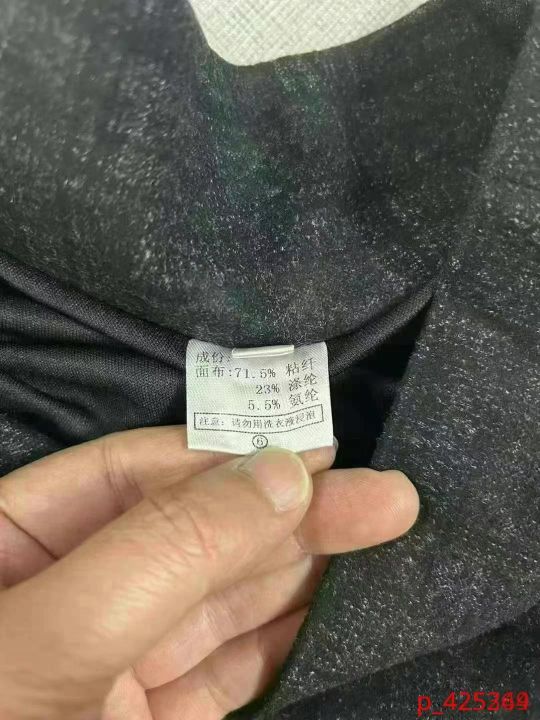 成份:
面布:71.5% 粘纤
23% 涤纶
5.5% 氨纶
注意:请勿用洗衣液浸泡
6